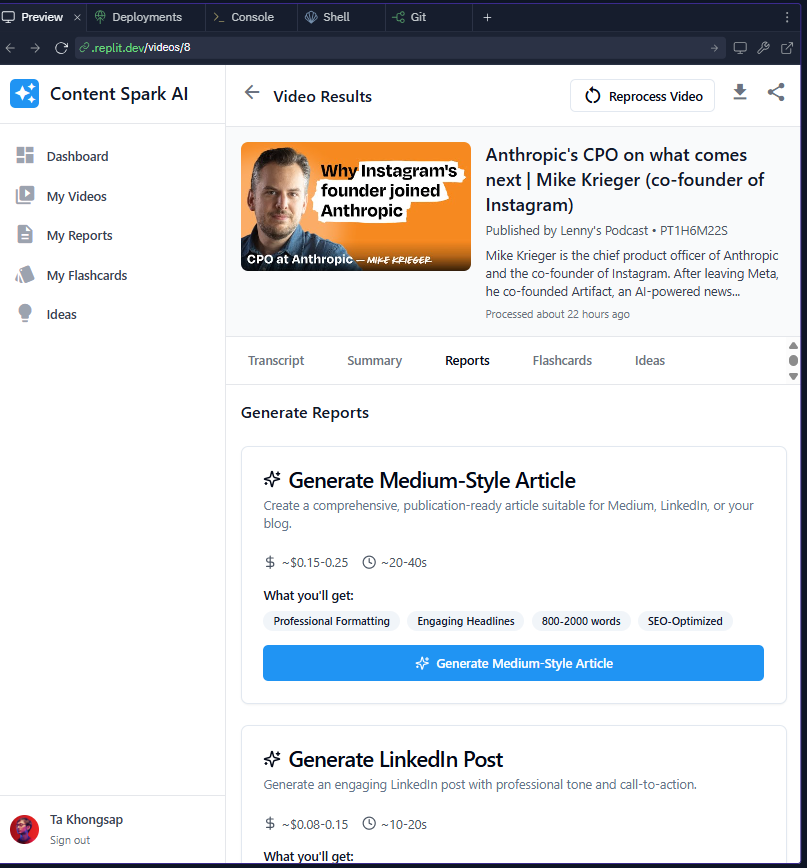 Preview
Deployments
Console
Shell
Git
.replit.dev/videos/8
Content Spark AI
Dashboard
My Videos
My Reports
My Flashcards
Ideas
Ta Khongsap
Sign out
Video Results
Reprocess Video
Why Instagram's
founder joined
Anthropic
CPO at Anthropic — MIKE KRIEGER
Anthropic's CPO on what comes
next | Mike Krieger (co-founder of
Instagram)
Published by Lenny's Podcast • PT1H6M22S
Mike Krieger is the chief product officer of Anthropic
and the co-founder of Instagram. After leaving Meta,
he co-founded Artifact, an AI-powered news...
Processed about 22 hours ago
Transcript
Summary
Reports
Flashcards
Ideas
Generate Reports
Generate Medium-Style Article
Create a comprehensive, publication-ready article suitable for Medium, LinkedIn, or your
blog.
$ ~$0.15-0.25 ~20-40s
What you'll get:
Professional Formatting
Engaging Headlines
800-2000 words
SEO-Optimized
Generate Medium-Style Article
Generate LinkedIn Post
Generate an engaging LinkedIn post with professional tone and call-to-action.
$ ~$0.08-0.15 ~10-20s
What you'll get: